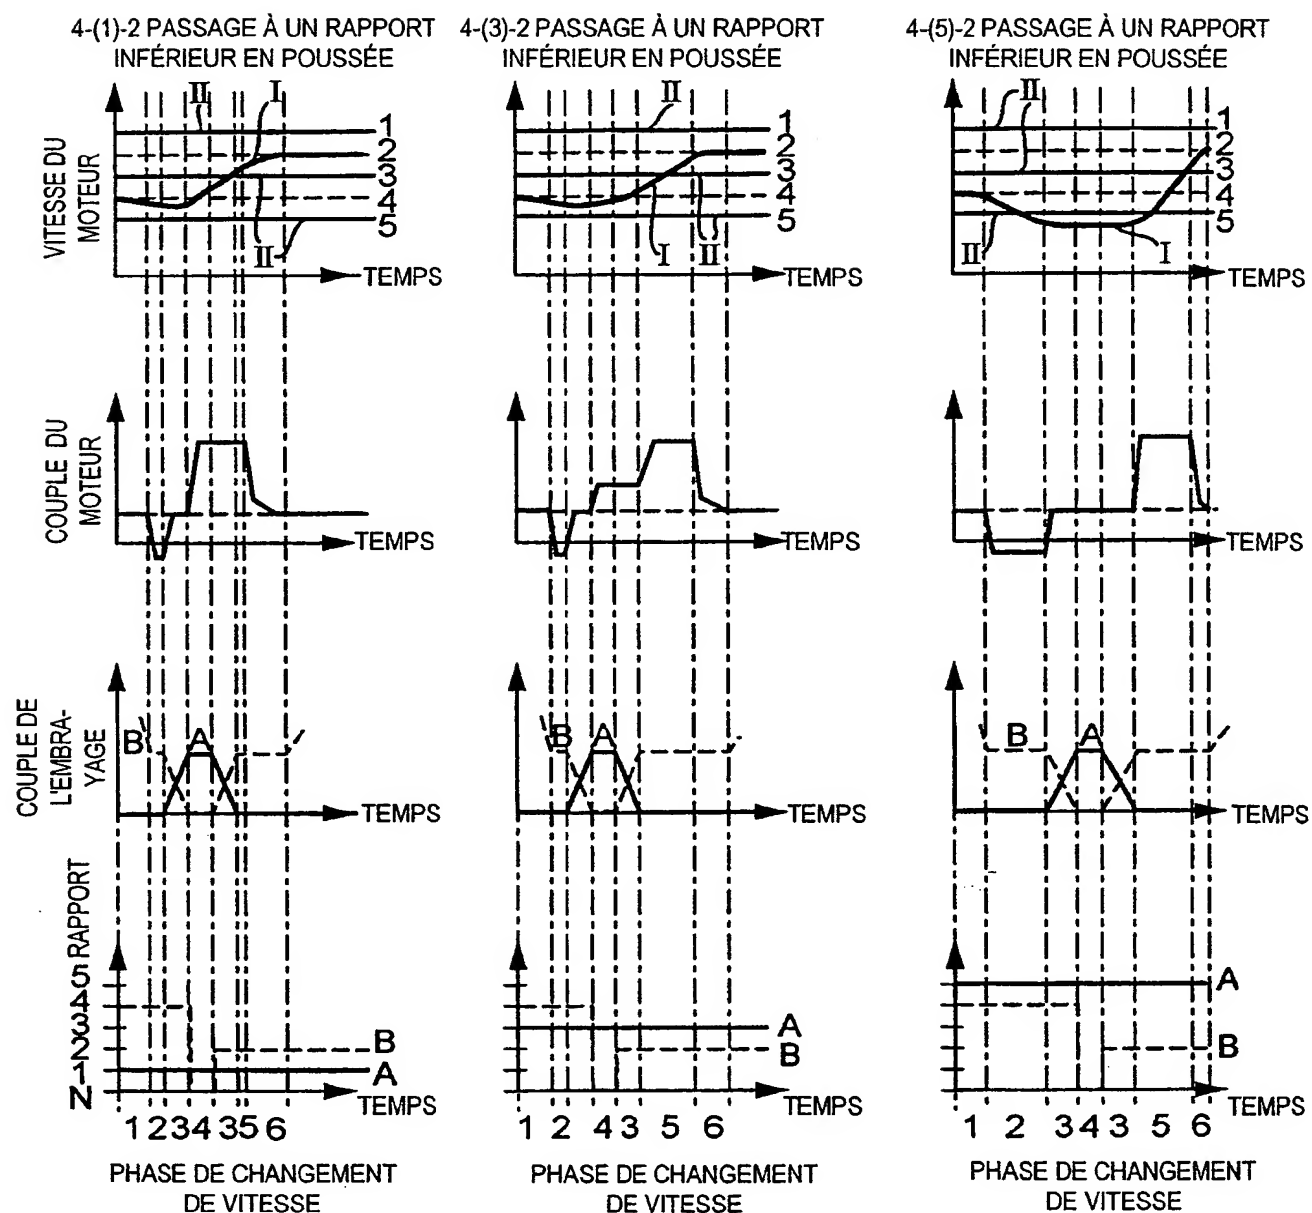 4-(1)-2 PASSAGE À UN RAPPORT
INFÉRIEUR EN POUSSÉE
4-(3)-2 PASSAGE À UN RAPPORT
INFÉRIEUR EN POUSSÉE
4-(5)-2 PASSAGE À UN RAPPORT
INFÉRIEUR EN POUSSÉE
VITESSE DU
MOTEUR
II
I
1
2
3
4
5
II
TEMPS
II
1
2
3
4
5
I
II
TEMPS
II
1
2
3
4
5
II
I
TEMPS
COUPLE DU
MOTEUR
TEMPS
TEMPS
TEMPS
COUPLE DE
L'EMBRA-
YAGE
B
A
TEMPS
B
A
TEMPS
B
A
TEMPS
RAPPORT
5
4
3
2
1
N
B
A
TEMPS
A
B
TEMPS
A
B
TEMPS
1 2 3 4 3 5 6
1 2 4 3 5 6
1 2 3 4 3 5 6
PHASE DE CHANGEMENT
DE VITESSE
PHASE DE CHANGEMENT
DE VITESSE
PHASE DE CHANGEMENT
DE VITESSE